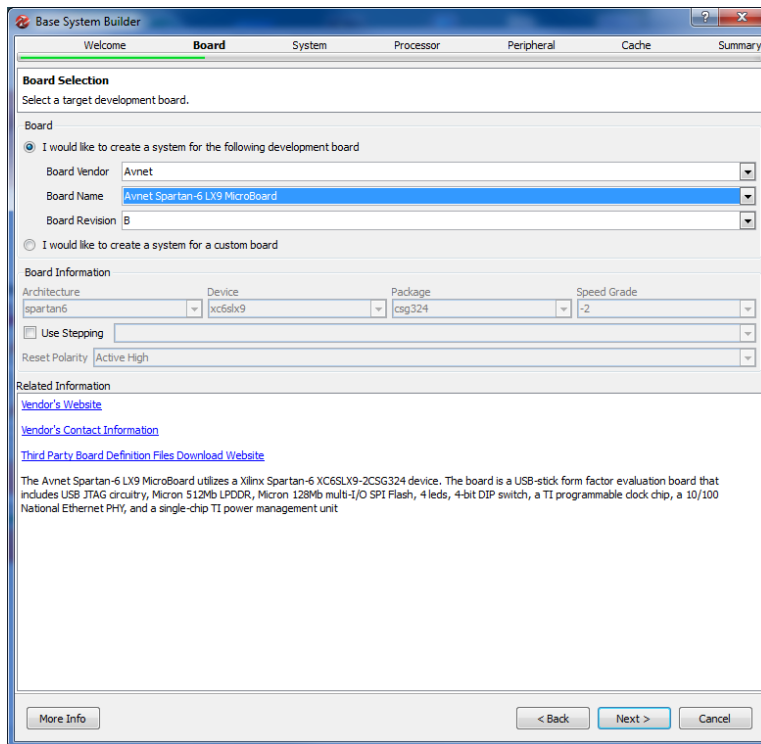 Base System Builder
Welcome Board System Processor Peripheral Cache Summary
Board Selection
Select a target development board.
Board
I would like to create a system for the following development board
Board Vendor Avnet
Board Name Avnet Spartan-6 LX9 MicroBoard
Board Revision B
I would like to create a system for a custom board
Board Information
Architecture Device Package Speed Grade
spartan6 xc6slx9 csg324 -2
Use Stepping
Reset Polarity Active High
Related Information
Vendor's Website
Vendor's Contact Information
Third Party Board Definition Files Download Website
The Avnet Spartan-6 LX9 MicroBoard utilizes a Xilinx Spartan-6 XC6SLX9-2CSG324 device. The board is a USB-stick form factor evaluation board that
includes USB JTAG circuitry, Micron 512Mb LPDDR, Micron 128Mb multi-I/O SPI Flash, 4 leds, 4-bit DIP switch, a TI programmable clock chip, a 10/100
National Ethernet PHY, and a single-chip TI power management unit
More Info < Back Next > Cancel